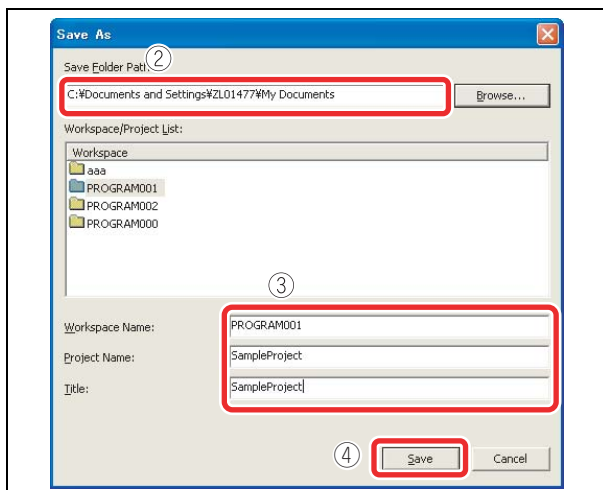 Save As
②
Save Folder Path:
C:¥Documents and Settings¥ZL01477¥My Documents
Browse...
Workspace/Project List:
Workspace
aaa
PROGRAM001
PROGRAM002
PROGRAM000
③
Workspace Name:
PROGRAM001
Project Name:
SampleProject
Title:
SampleProject
④
Save
Cancel